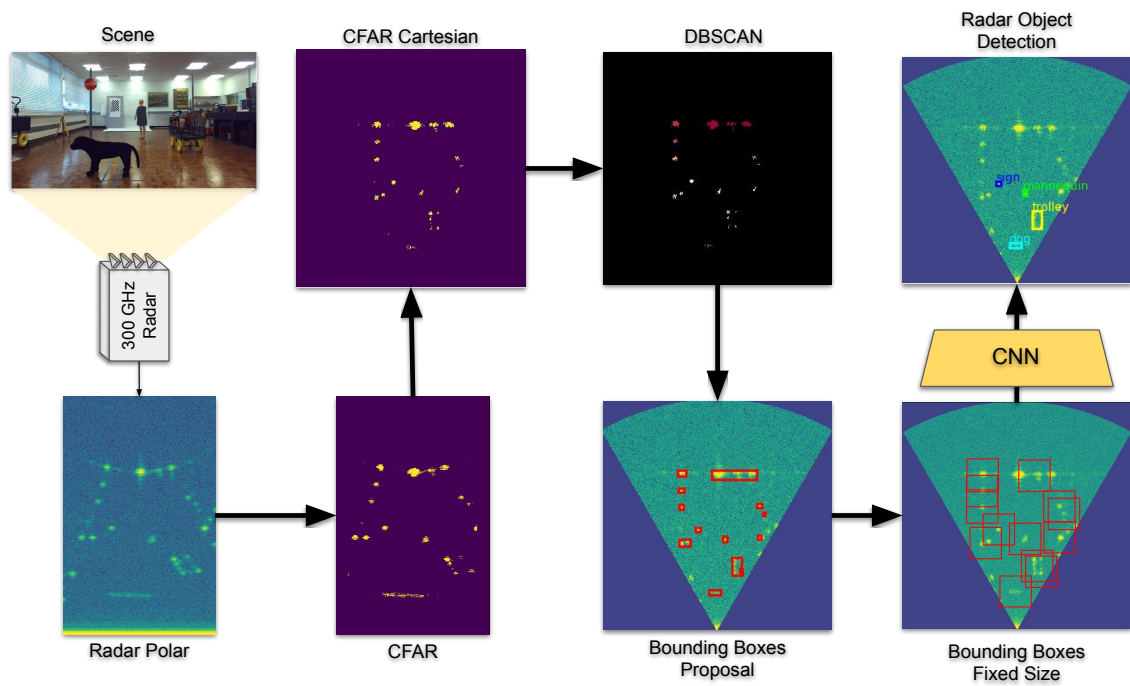 Scene
CFAR Cartesian
DBSCAN
Radar Object
Detection
300 GHz
Radar
sign
mannequin
trolley
dog
CNN
Radar Polar
CFAR
Bounding Boxes
Proposal
Bounding Boxes
Fixed Size